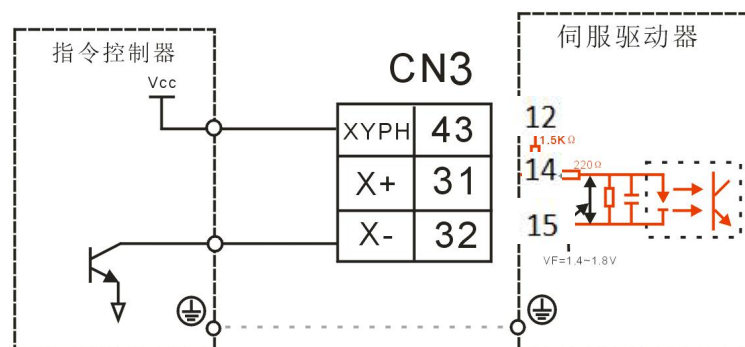 指令控制器
伺服驱动器
Vcc
CN3
XYPH 43
12
1.5KΩ
X+ 31
14
220Ω
X- 32
15
VF=1.4~1.8V